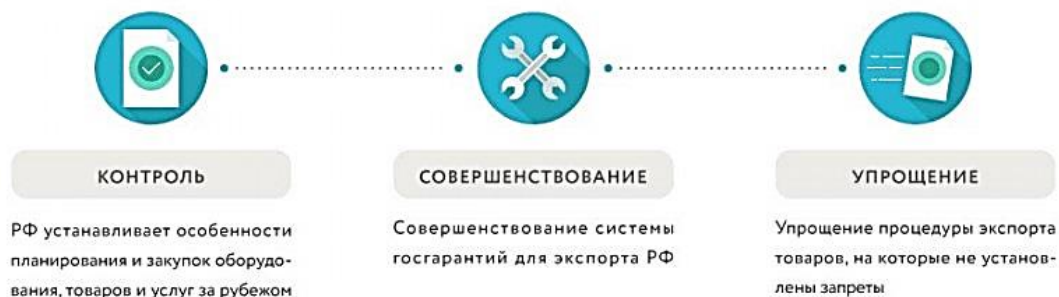 КОНТРОЛЬ
РФ устанавливает особенности
планирования и закупок оборудо-
вания, товаров и услуг за рубежом
СОВЕРШЕНСТВОВАНИЕ
Совершенствование системы
госгарантий для экспорта РФ
УПРОЩЕНИЕ
Упрощение процедуры экспорта
товаров, на которые не установ-
лены запреты